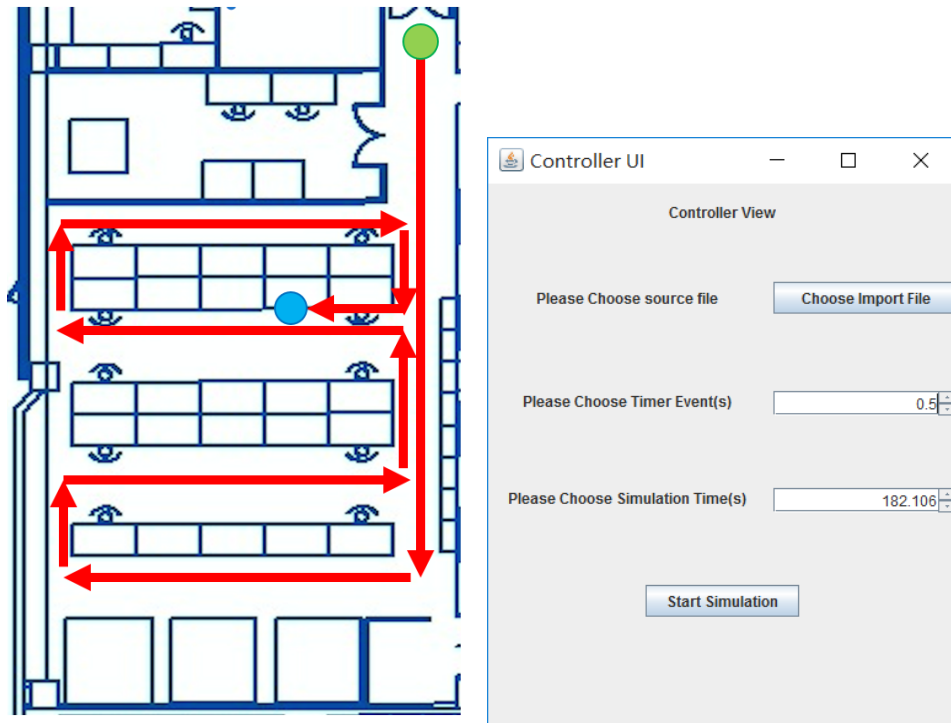 Controller UI
Controller View
Please Choose source file
Choose Import File
Please Choose Timer Event(s)
0.5
Please Choose Simulation Time(s)
182.106
Start Simulation